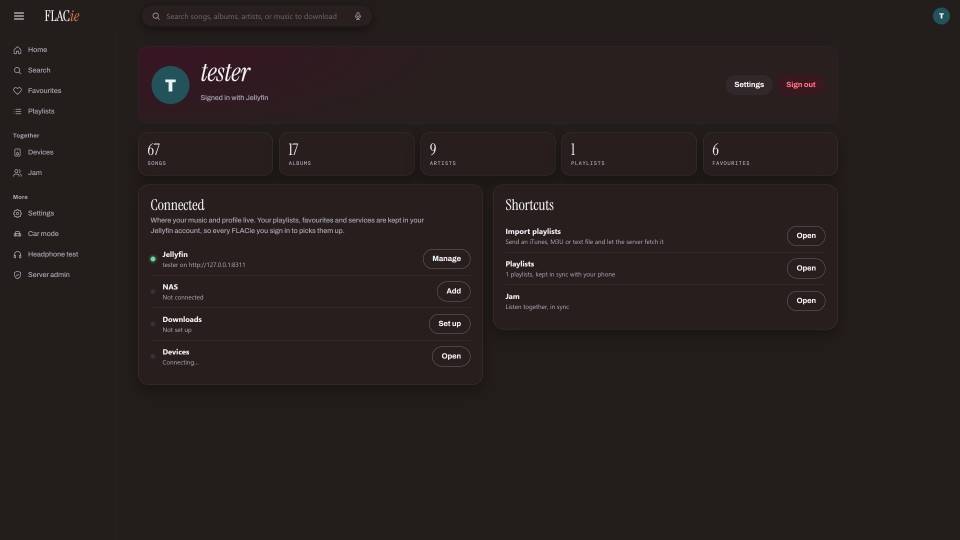 FLACie
Search songs, albums, artists, or music to download
T
Home
Search
Favourites
Playlists
Together
Devices
Jam
More
Settings
Car mode
Headphone test
Server admin
T
tester
Signed in with Jellyfin
Settings
Sign out
67
SONGS
17
ALBUMS
9
ARTISTS
1
PLAYLISTS
6
FAVOURITES
Connected
Where your music and profile live. Your playlists, favourites and services are kept in your
Jellyfin account, so every FLACie you sign in to picks them up.
Jellyfin
tester on http://127.0.0.1:8311
Manage
NAS
Not connected
Add
Downloads
Not set up
Set up
Devices
Connecting…
Open
Shortcuts
Import playlists
Send an iTunes, M3U or text file and let the server fetch it
Open
Playlists
1 playlists, kept in sync with your phone
Open
Jam
Listen together, in sync
Open